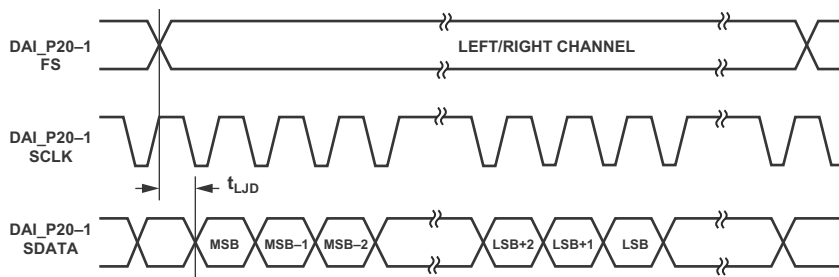 DAI_P20–1
FS
LEFT/RIGHT CHANNEL
DAI_P20–1
SCLK
tLJD
DAI_P20–1
SDATA
MSB
MSB–1
MSB–2
LSB+2
LSB+1
LSB